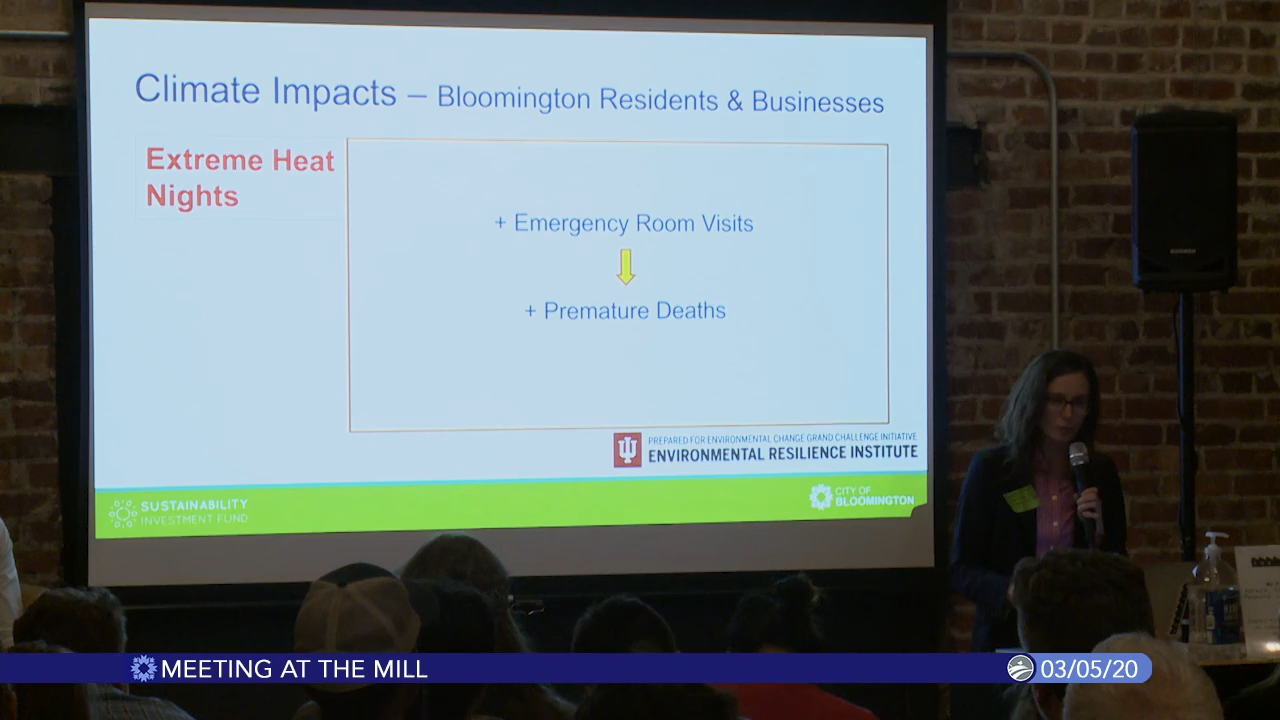 Climate Impacts – Bloomington Residents & Businesses
Extreme Heat
Nights
+ Emergency Room Visits
+ Premature Deaths
PREPARED FOR ENVIRONMENTAL CHANGE GRAND CHALLENGE INITIATIVE
ENVIRONMENTAL RESILIENCE INSTITUTE
SUSTAINABILITY
INVESTMENT FUND
CITY OF
BLOOMINGTON
MEETING AT THE MILL
03/05/20